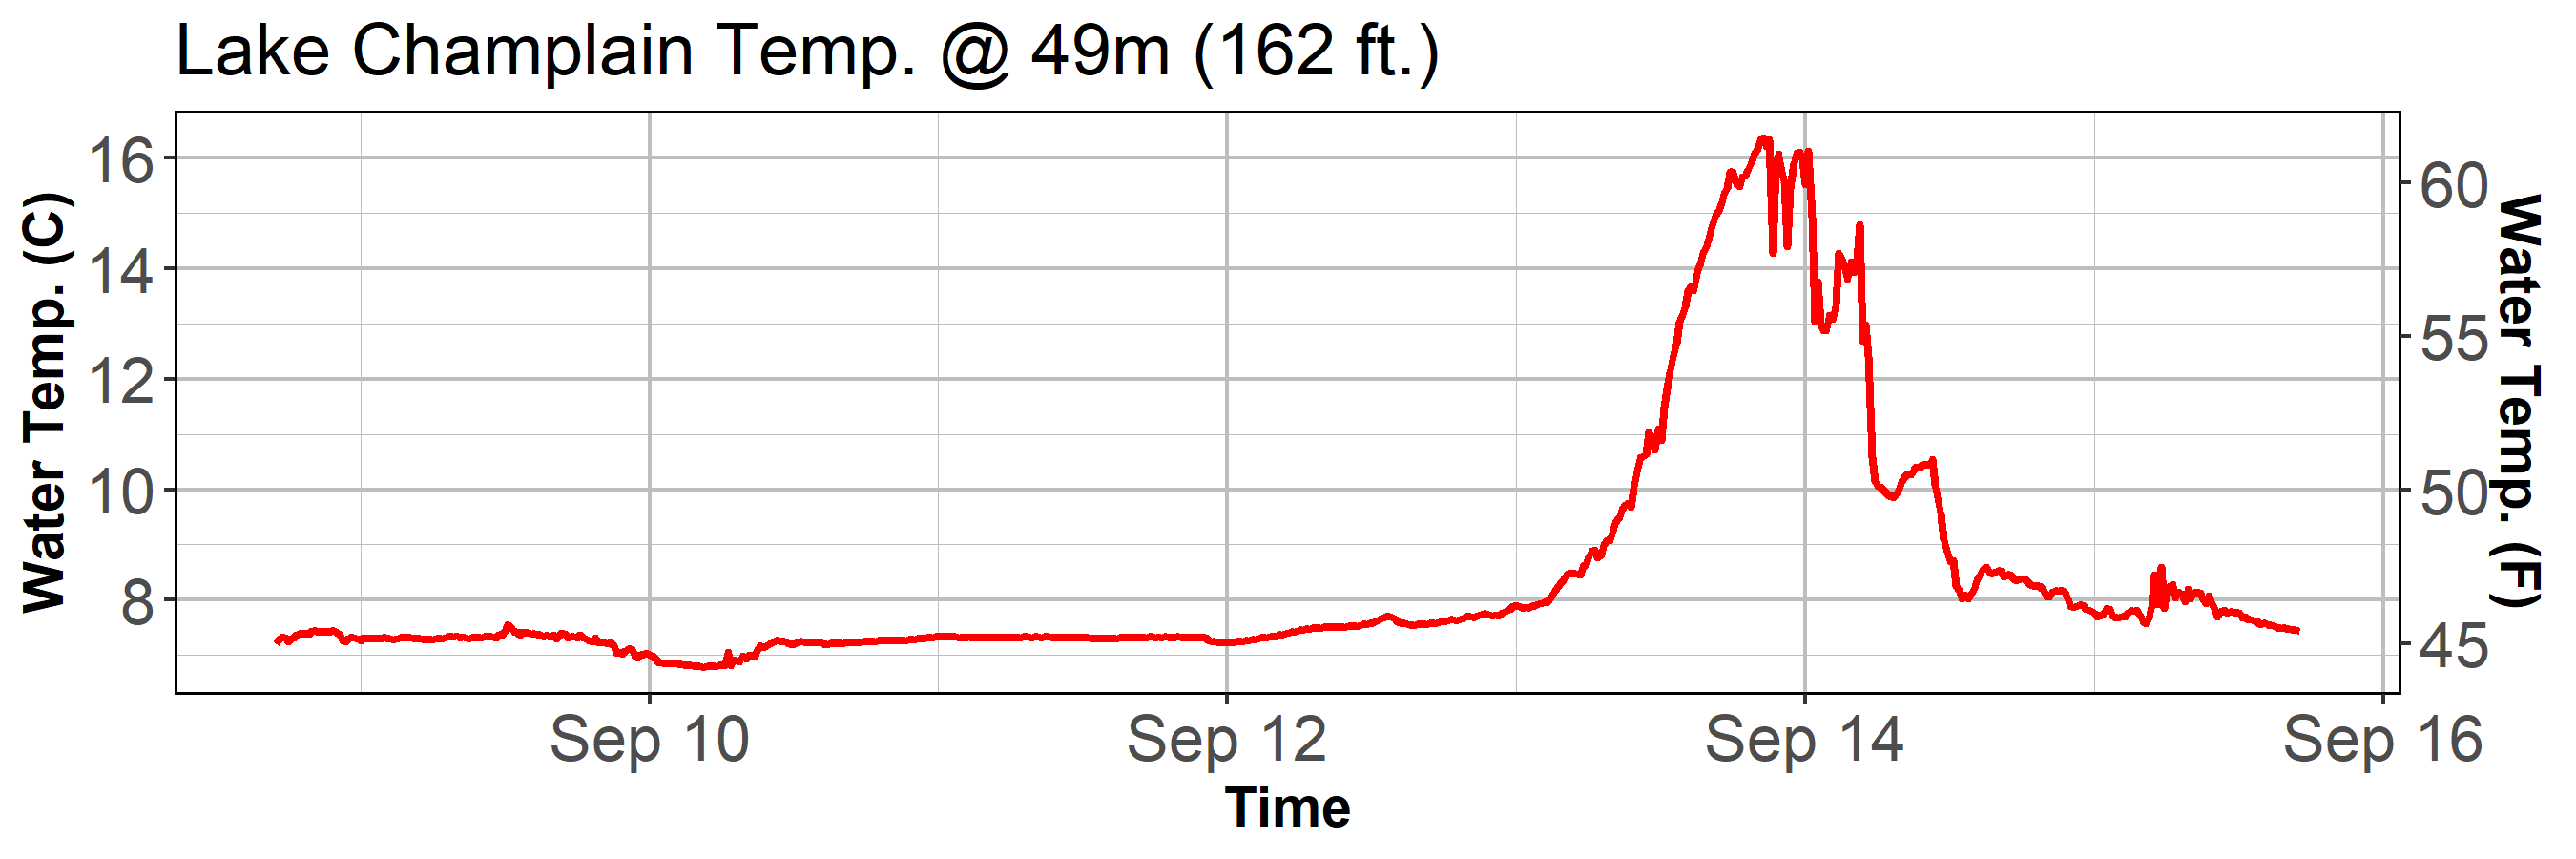 Lake Champlain Temp. @ 49m (162 ft.)
Water Temp. (C)
16
14
12
10
8
60
55
50
45
Water Temp. (F)
Sep 10
Sep 12
Sep 14
Sep 16
Time